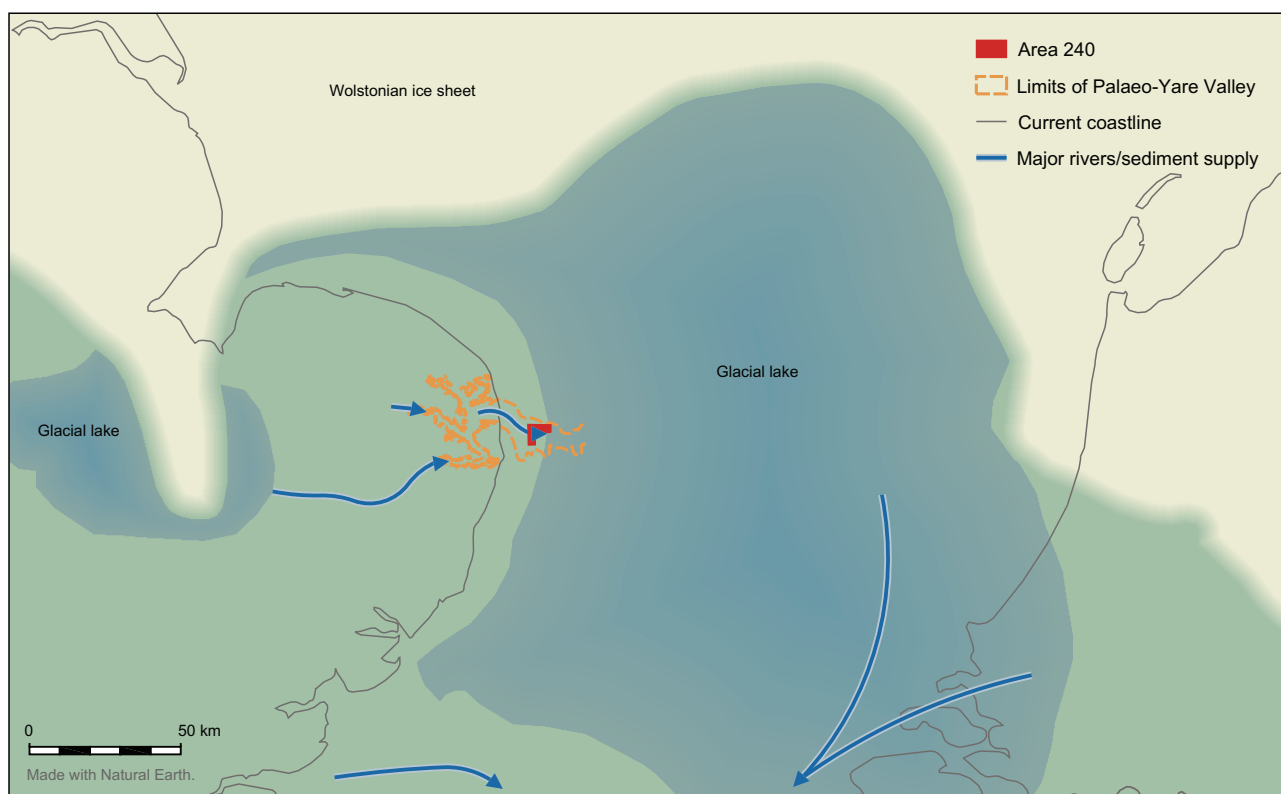 Wolstonian ice sheet
Area 240
Limits of Palaeo-Yare Valley
Current coastline
Major rivers/sediment supply
Glacial lake
Glacial lake
0 50 km
Made with Natural Earth.